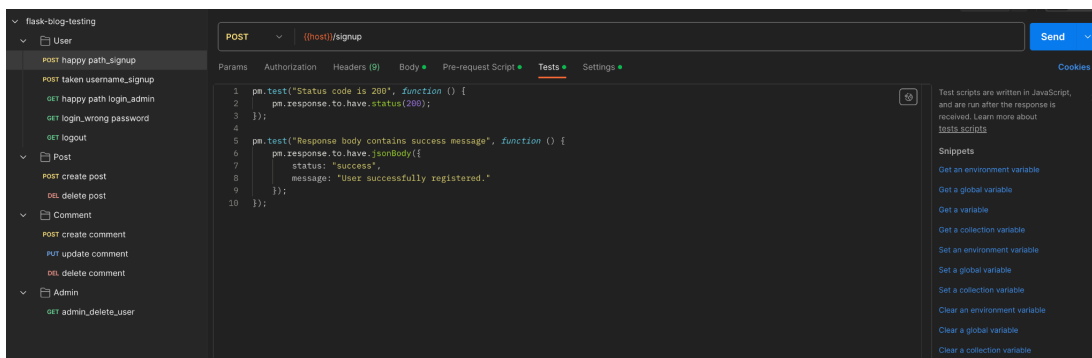 flask-blog-testing
User
POST happy path_signup
POST taken username_signup
GET happy path login_admin
GET login_wrong password
GET logout
Post
POST create post
DEL delete post
Comment
POST create comment
PUT update comment
DEL delete comment
Admin
GET admin_delete_user
POST {{host}}/signup
Send
Params Authorization Headers (9) Body Pre-request Script Tests Settings Cookies
1 pm.test("Status code is 200", function () {
2 pm.response.to.have.status(200);
3 });
4
5 pm.test("Response body contains success message", function () {
6 pm.response.to.have.jsonBody({
7 status: "success",
8 message: "User successfully registered."
9 });
10 });
Test scripts are written in JavaScript,
and are run after the response is
received. Learn more about
tests scripts
Snippets
Get an environment variable
Get a global variable
Get a variable
Get a collection variable
Set an environment variable
Set a global variable
Set a collection variable
Clear an environment variable
Clear a global variable
Clear a collection variable